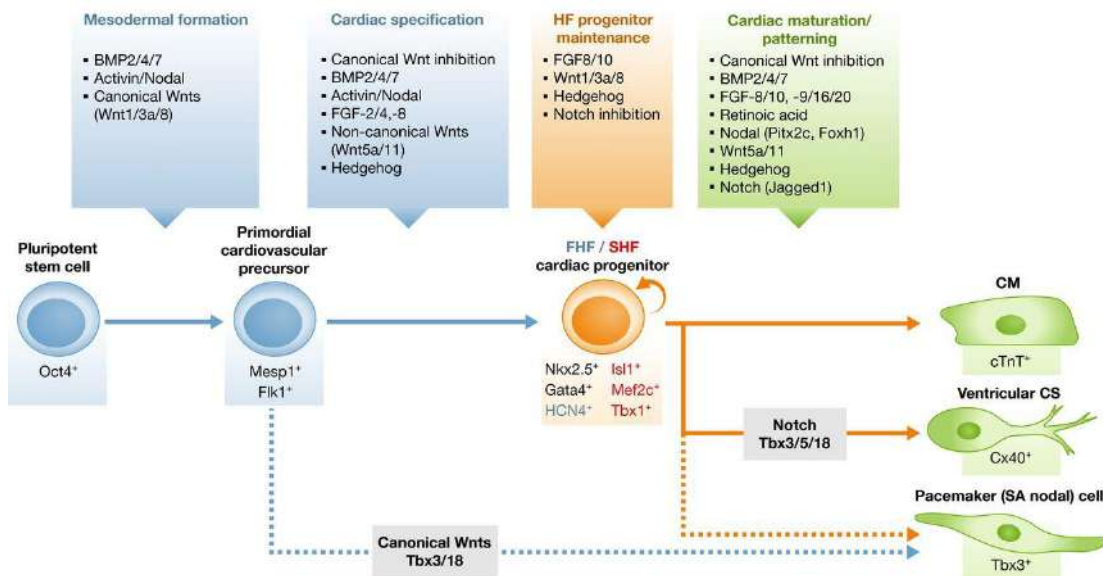 Mesodermal formation
▪ BMP2/4/7
▪ Activin/Nodal
▪ Canonical Wnts
(Wnt1/3a/8)
Cardiac specification
▪ Canonical Wnt inhibition
▪ BMP2/4/7
▪ Activin/Nodal
▪ FGF-2/4,-8
▪ Non-canonical Wnts
(Wnt5a/11)
▪ Hedgehog
HF progenitor
maintenance
▪ FGF8/10
▪ Wnt1/3a/8
▪ Hedgehog
▪ Notch inhibition
Cardiac maturation/
patterning
▪ Canonical Wnt inhibition
▪ BMP2/4/7
▪ FGF-8/10, -9/16/20
▪ Retinoic acid
▪ Nodal (Pitx2c, Foxh1)
▪ Wnt5a/11
▪ Hedgehog
▪ Notch (Jagged1)
Pluripotent
stem cell
Oct4⁺
Primordial
cardiovascular
precursor
Mesp1⁺
Flk1⁺
FHF / SHF
cardiac progenitor
Nkx2.5⁺ Isl1⁺
Gata4⁺ Mef2c⁺
HCN4⁺ Tbx1⁺
CM
cTnT⁺
Notch
Tbx3/5/18
Ventricular CS
Cx40⁺
Canonical Wnts
Tbx3/18
Pacemaker (SA nodal) cell
Tbx3⁺